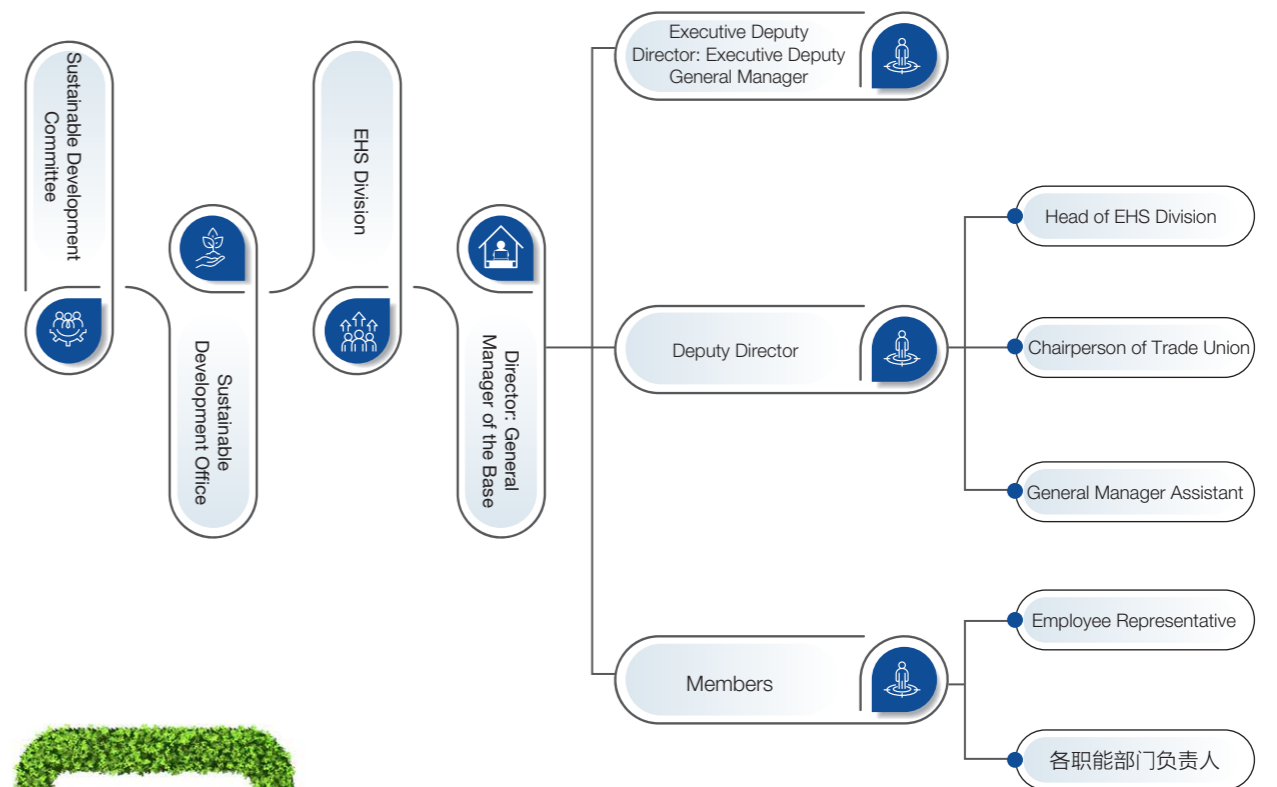 Sustainable Development
Committee
Sustainable
Development Office
EHS Division
Director: General
Manager of the Base
Executive Deputy
Director: Executive Deputy
General Manager
Deputy Director
Head of EHS Division
Chairperson of Trade Union
General Manager Assistant
Members
Employee Representative
各职能部门负责人